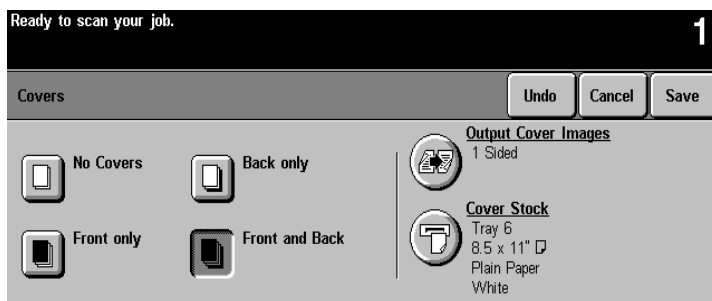 Ready to scan your job.
1
Covers
Undo
Cancel
Save
No Covers
Back only
Front only
Front and Back
Output Cover Images
1 Sided
Cover Stock
Tray 6
8.5 x 11"
Plain Paper
White